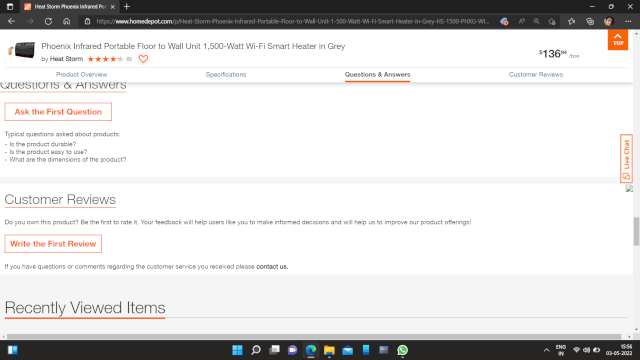 Heat Storm Phoenix Infrared Por
https://www.homedepot.com/p/Heat-Storm-Phoenix-Infrared-Portable-Floor-to-Wall-Unit-1-500-Watt-Wi-Fi-Smart-Heater-in-Grey-HS-1500-PHXG-WI...
Phoenix Infrared Portable Floor to Wall Unit 1,500-Watt Wi-Fi Smart Heater in Grey
by Heat Storm (0)
$136.94 /box
TOP
Product Overview Specifications Questions & Answers Customer Reviews
Questions & Answers
Ask the First Question
Typical questions asked about products:
- Is the product durable?
- Is the product easy to use?
- What are the dimensions of the product?
Live Chat
Customer Reviews
Do you own this product? Be the first to rate it. Your feedback will help users like you to make informed decisions and will help us to improve our product offerings!
Write the First Review
If you have questions or comments regarding the customer service you received please contact us.
Recently Viewed Items
ENG
IN
15:56
03-05-2022